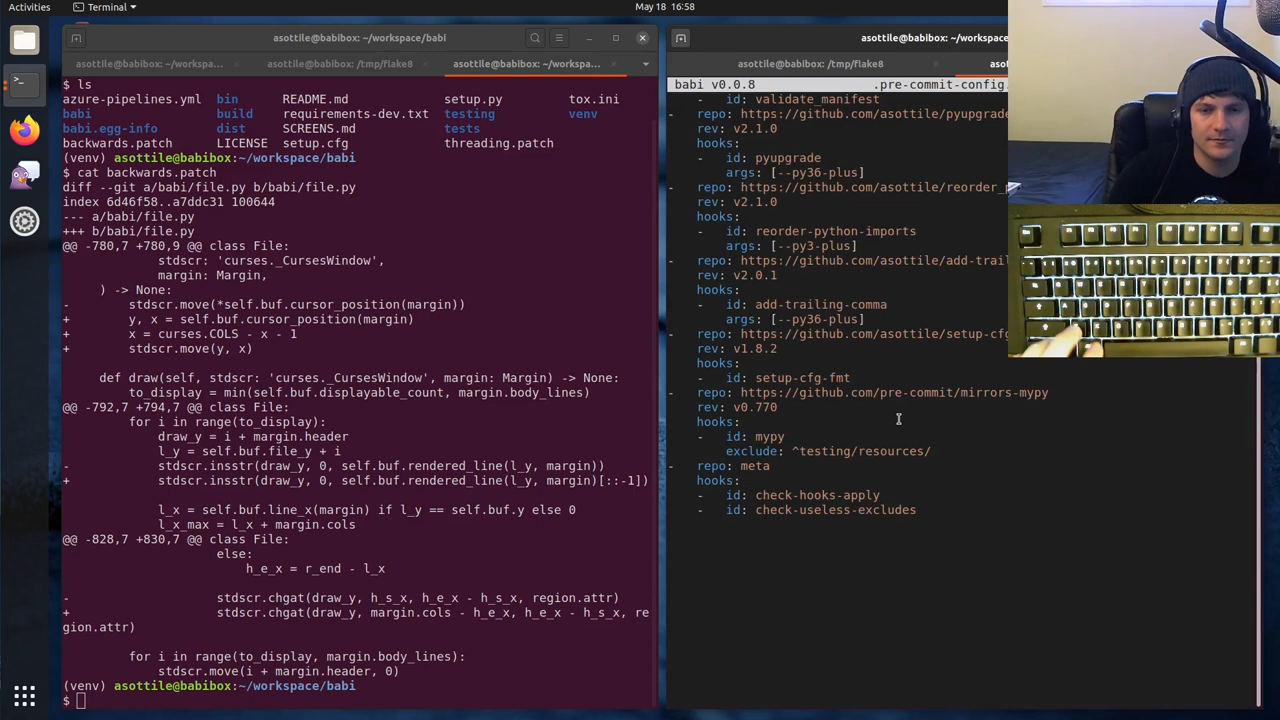 Activities
Terminal
May 18 16:58
asottile@babibox: ~/workspace/babi
asottile@babibox: ~/workspa...
asottile@babibox: /tmp/flake8
asottile@babibox: ~/workspa...
$ ls
azure-pipelines.yml bin README.md setup.py tox.ini
babi build requirements-dev.txt testing venv
babi.egg-info dist SCREENS.md tests
backwards.patch LICENSE setup.cfg threading.patch
(venv) asottile@babibox:~/workspace/babi
$ cat backwards.patch
diff --git a/babi/file.py b/babi/file.py
index 6d46f58..a7ddc31 100644
--- a/babi/file.py
+++ b/babi/file.py
@@ -780,7 +780,9 @@ class File:
stdscr: 'curses._CursesWindow',
margin: Margin,
) -> None:
- stdscr.move(*self.buf.cursor_position(margin))
+ y, x = self.buf.cursor_position(margin)
+ x = curses.COLS - x - 1
+ stdscr.move(y, x)
def draw(self, stdscr: 'curses._CursesWindow', margin: Margin) -> None:
to_display = min(self.buf.displayable_count, margin.body_lines)
@@ -792,7 +794,7 @@ class File:
for i in range(to_display):
draw_y = i + margin.header
l_y = self.buf.file_y + i
- stdscr.insstr(draw_y, 0, self.buf.rendered_line(l_y, margin))
+ stdscr.insstr(draw_y, 0, self.buf.rendered_line(l_y, margin)[::-1])
l_x = self.buf.line_x(margin) if l_y == self.buf.y else 0
l_x_max = l_x + margin.cols
@@ -828,7 +830,7 @@ class File:
else:
h_e_x = r_end - l_x
- stdscr.chgat(draw_y, h_s_x, h_e_x - h_s_x, region.attr)
+ stdscr.chgat(draw_y, margin.cols - h_e_x, h_e_x - h_s_x, re
gion.attr)
for i in range(to_display, margin.body_lines):
stdscr.move(i + margin.header, 0)
(venv) asottile@babibox:~/workspace/babi
$
asottile@babibox: ~/workspa
asottile@babibox: /tmp/flake8
asot
babi v0.0.8 .pre-commit-config.
- id: validate_manifest
- repo: https://github.com/asottile/pyupgrade
rev: v2.1.0
hooks:
- id: pyupgrade
args: [--py36-plus]
- repo: https://github.com/asottile/reorder_p
rev: v2.1.0
hooks:
- id: reorder-python-imports
args: [--py3-plus]
- repo: https://github.com/asottile/add-trail
rev: v2.0.1
hooks:
- id: add-trailing-comma
args: [--py36-plus]
- repo: https://github.com/asottile/setup-cfg
rev: v1.8.2
hooks:
- id: setup-cfg-fmt
- repo: https://github.com/pre-commit/mirrors-mypy
rev: v0.770
hooks:
- id: mypy
exclude: ^testing/resources/
- repo: meta
hooks:
- id: check-hooks-apply
- id: check-useless-excludes